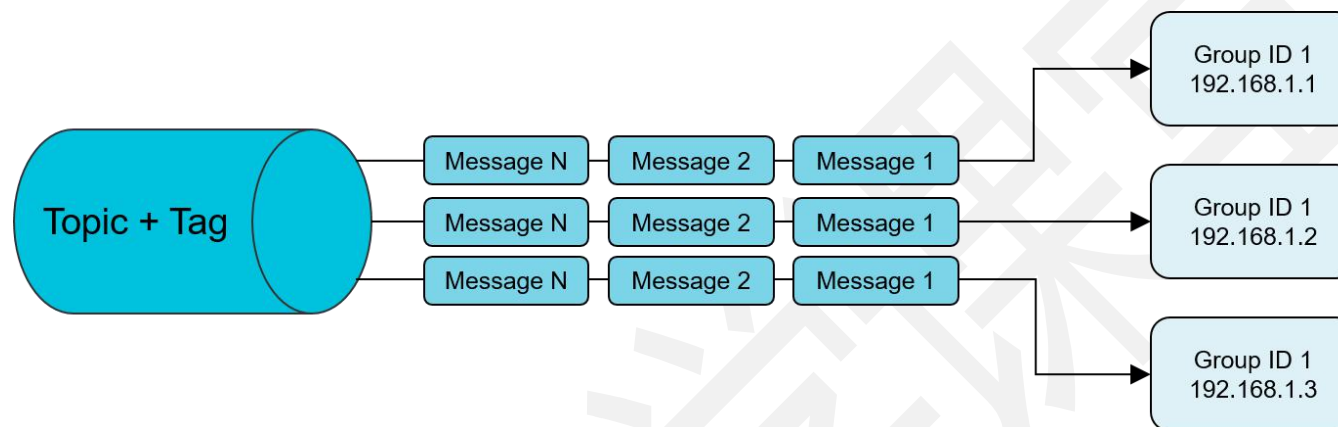 Group ID 1
192.168.1.1
Topic + Tag
Message N
Message 2
Message 1
Message N
Message 2
Message 1
Message N
Message 2
Message 1
Group ID 1
192.168.1.2
Group ID 1
192.168.1.3